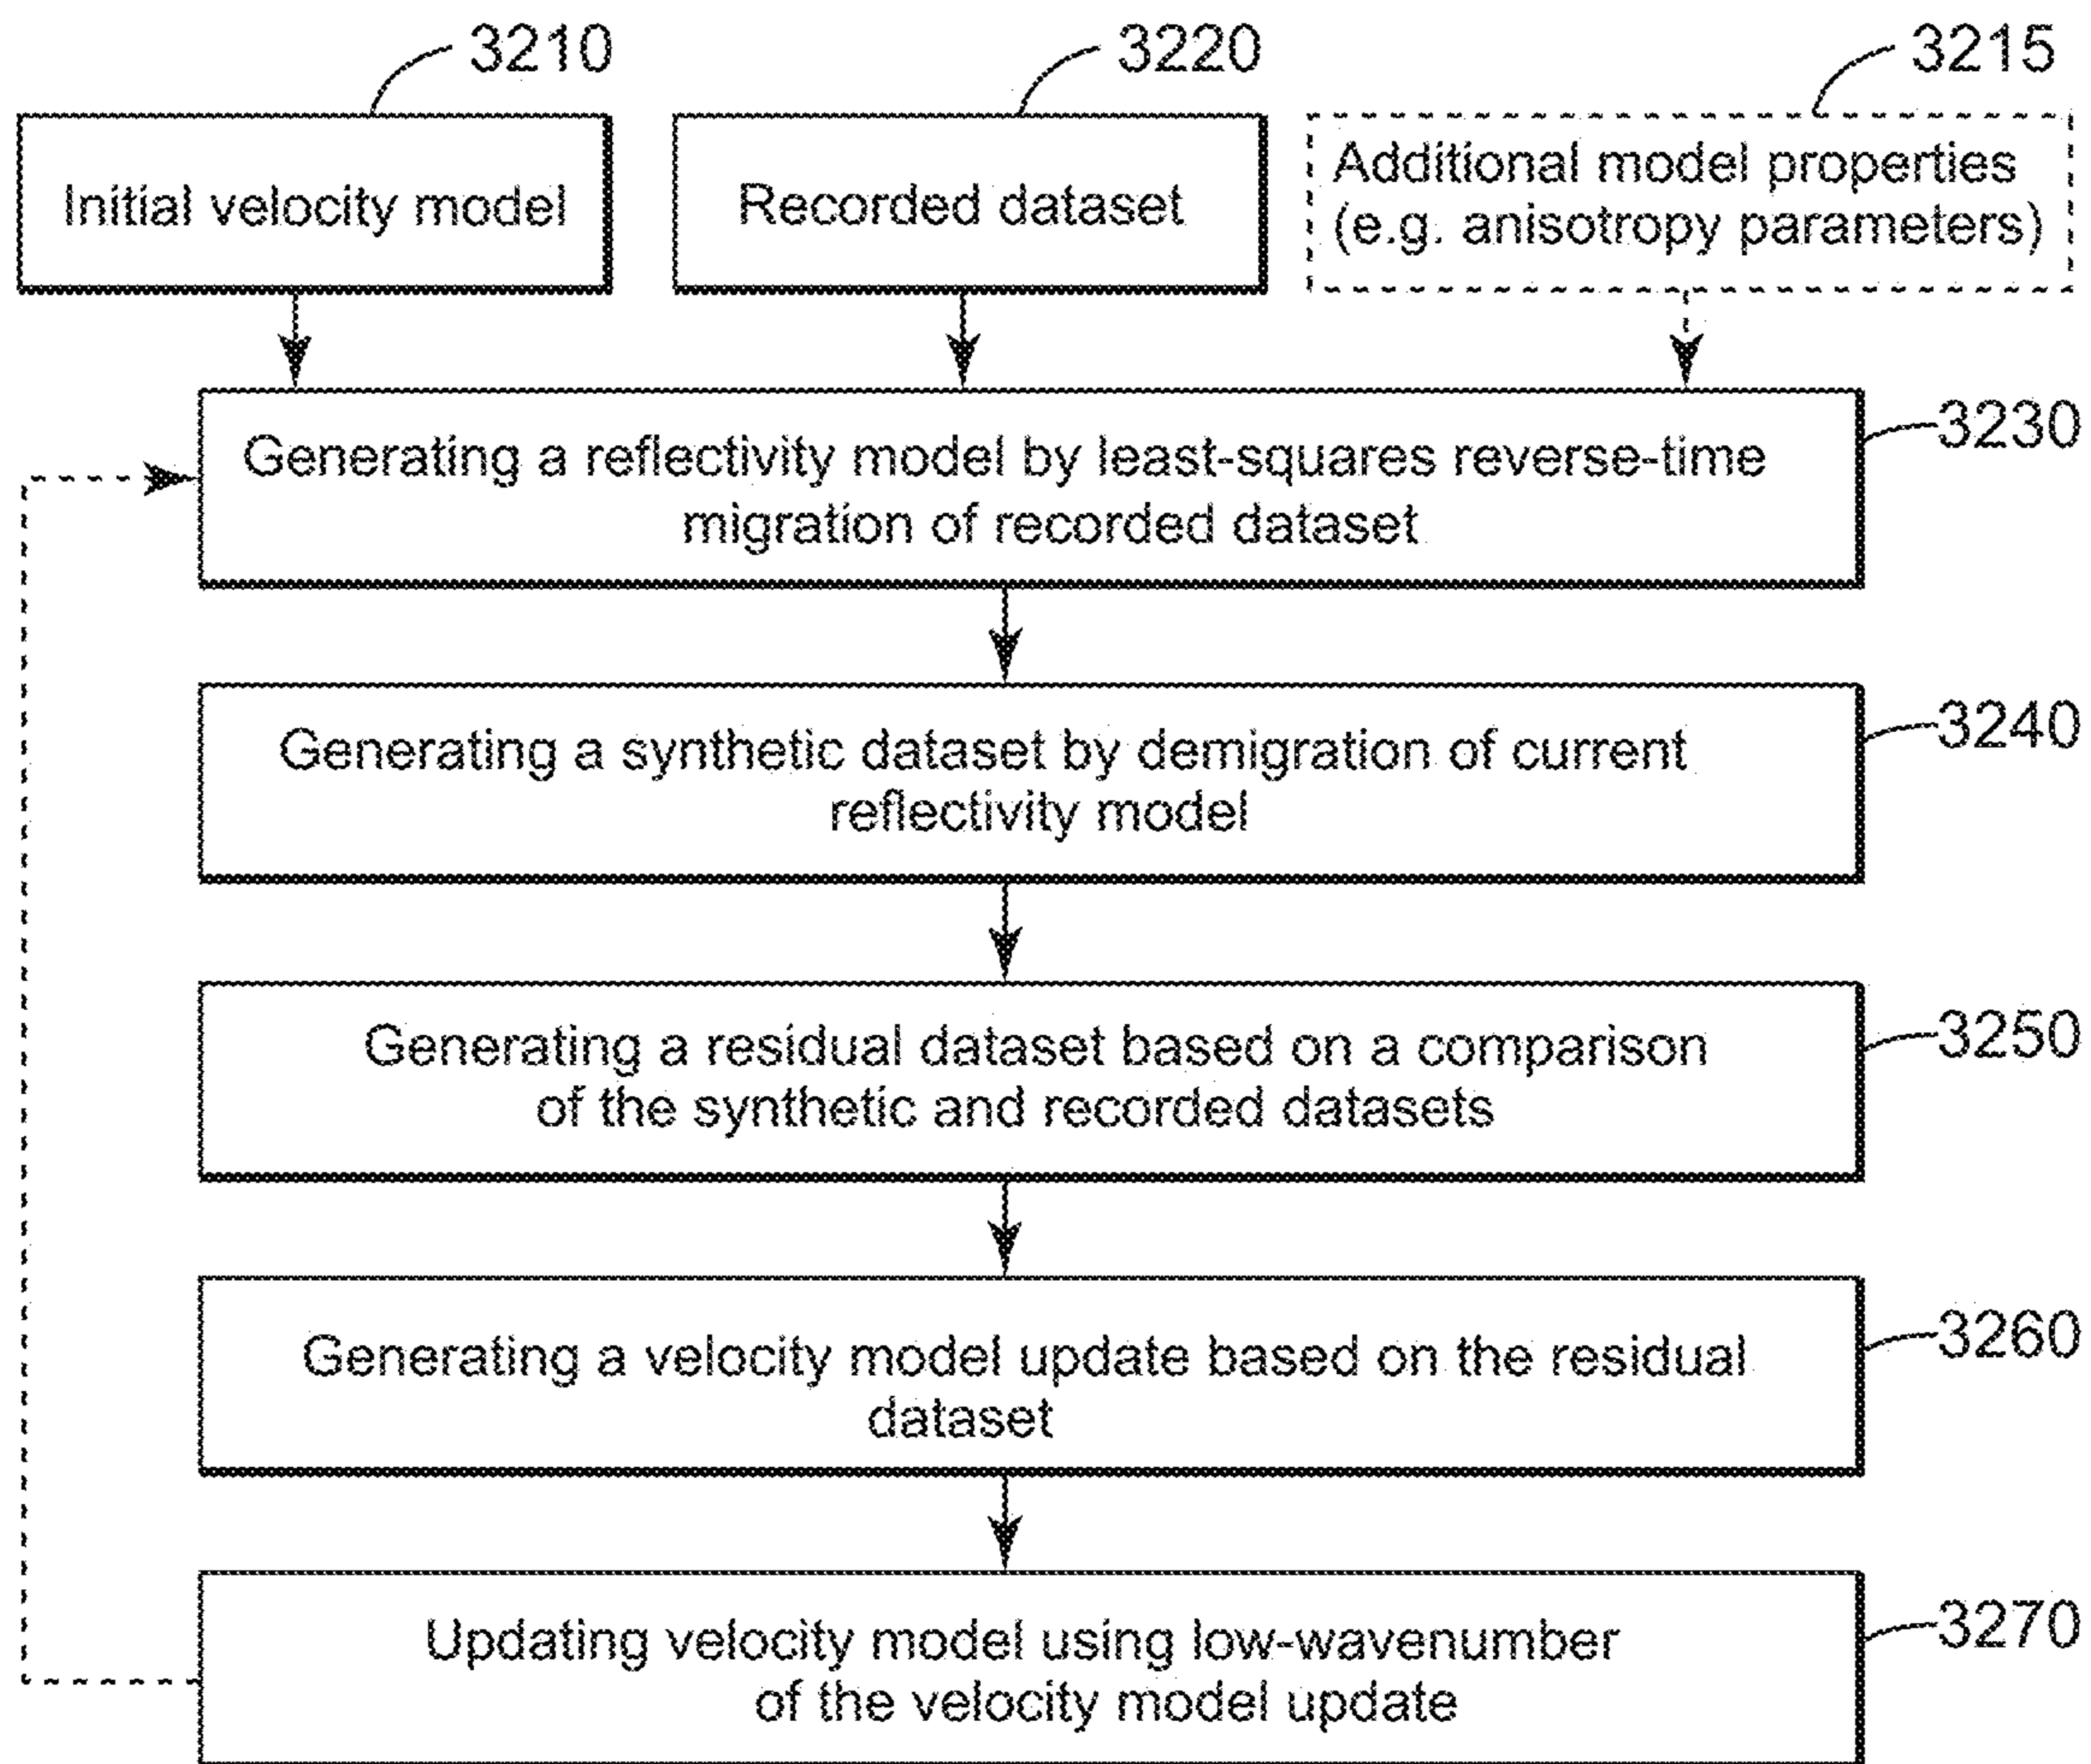 3210
3220
3215
Initial velocity model
Recorded dataset
Additional model properties
(e.g. anisotropy parameters)
3230
Generating a reflectivity model by least-squares reverse-time
migration of recorded dataset
3240
Generating a synthetic dataset by demigration of current
reflectivity model
3250
Generating a residual dataset based on a comparison
of the synthetic and recorded datasets
3260
Generating a velocity model update based on the residual
dataset
3270
Updating velocity model using low-wavenumber
of the velocity model update